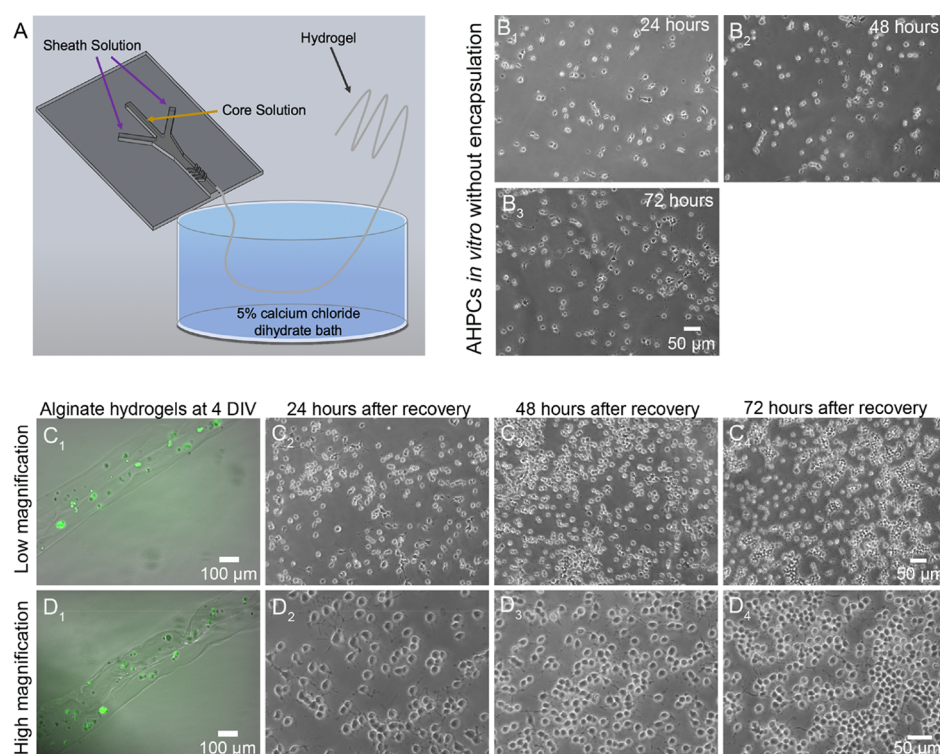 A
Sheath Solution
Hydrogel
Core Solution
5% calcium chloride
dihydrate bath
AHPCs in vitro without encapsulation
B
24 hours
B2
48 hours
B3
72 hours
50 µm
Alginate hydrogels at 4 DIV
24 hours after recovery
48 hours after recovery
72 hours after recovery
Low magnification
C1
100 µm
C2
C3
C4
50 µm
High magnification
D1
100 µm
D2
D3
D4
50 µm